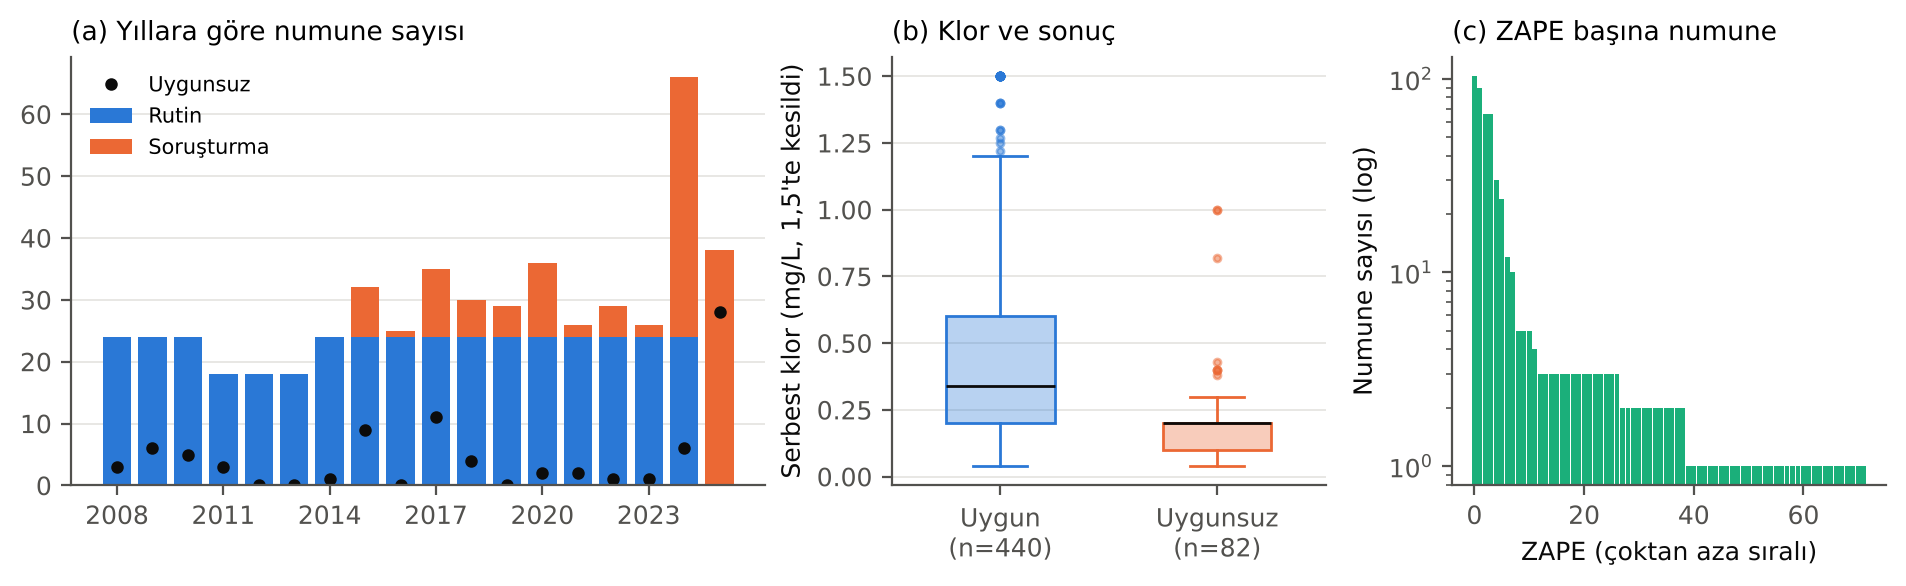 (a) Yıllara göre numune sayısı
Uygunsuz
Rutin
Soruşturma
60
50
40
30
20
10
0
2008 2011 2014 2017 2020 2023
(b) Klor ve sonuç
Serbest klor (mg/L, 1,5'te kesildi)
1.50
1.25
1.00
0.75
0.50
0.25
0.00
Uygun
(n=440)
Uygunsuz
(n=82)
(c) ZAPE başına numune
Numune sayısı (log)
10²
10¹
10⁰
0 20 40 60
ZAPE (çoktan aza sıralı)